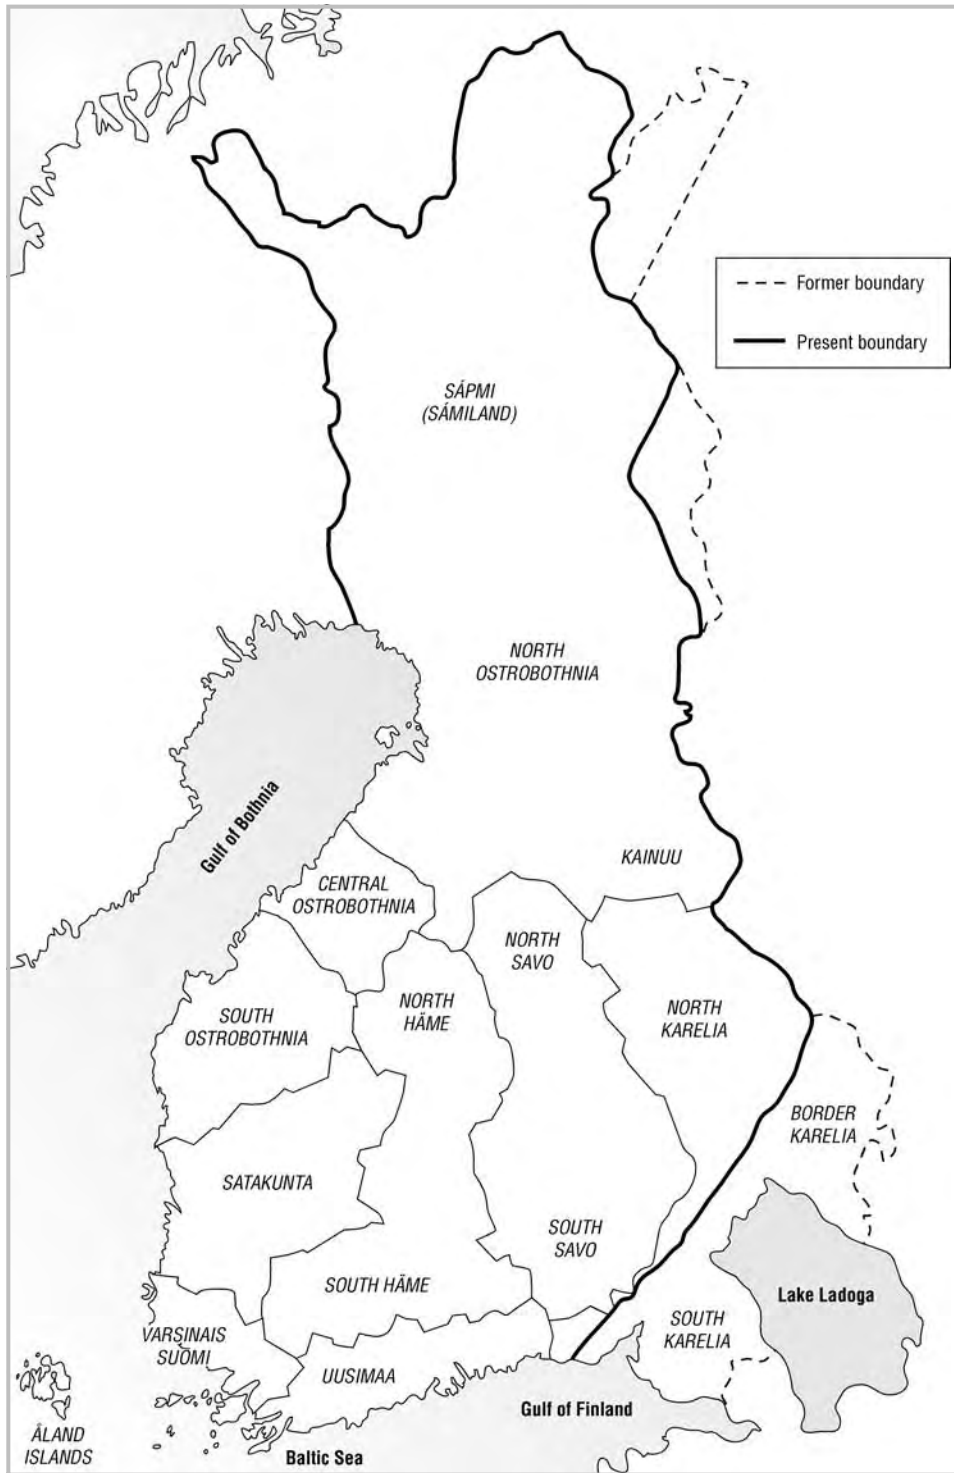 Former boundary
Present boundary
SÁPMI
(SÁMILAND)
NORTH
OSTROBOTHNIA
Gulf of Bothnia
KAINUU
CENTRAL
OSTROBOTHNIA
NORTH
SAVO
NORTH
HÄME
NORTH
KARELIA
SOUTH
OSTROBOTHNIA
BORDER
KARELIA
SATAKUNTA
SOUTH
SAVO
SOUTH HÄME
Lake Ladoga
SOUTH
KARELIA
VARSINAIS
SUOMI
UUSIMAA
Gulf of Finland
ÅLAND
ISLANDS
Baltic Sea